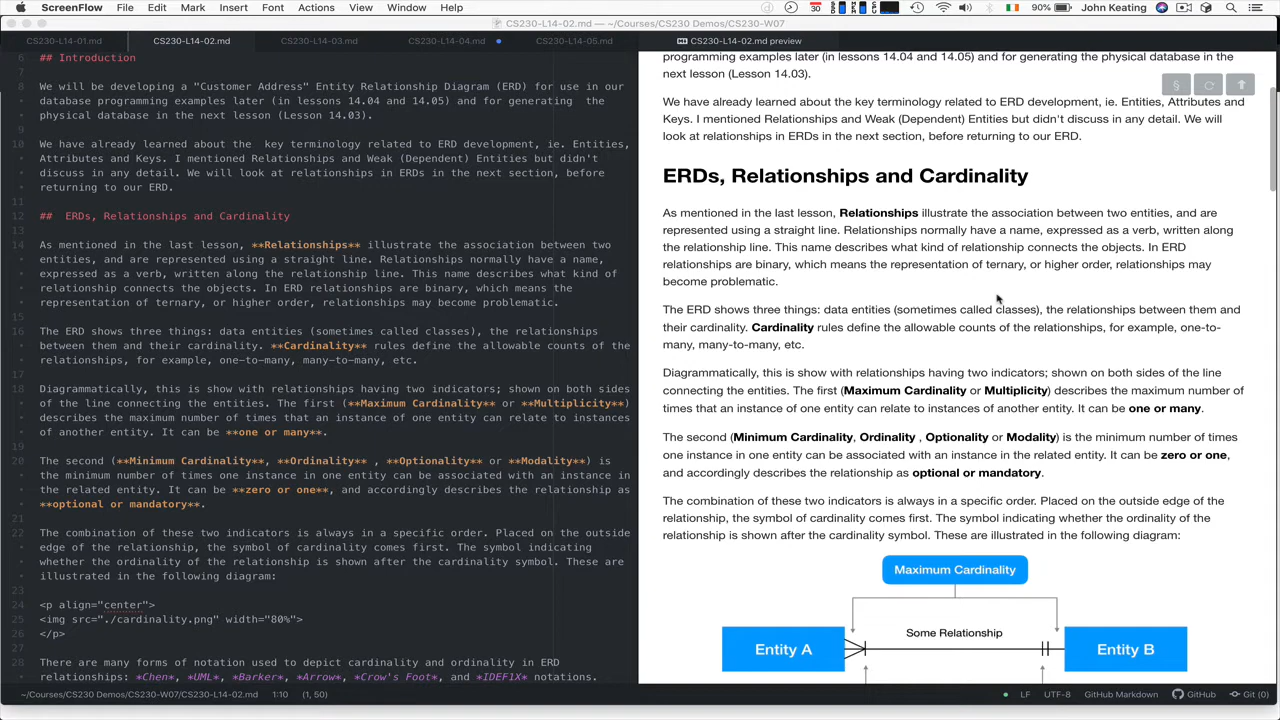 ScreenFlow File Edit Mark Insert Font Actions View Window Help 30 90% John Keating
CS230-L14-02.md — ~/Courses/CS230 Demos/CS230-W07
CS230-L14-01.md CS230-L14-02.md CS230-L14-03.md CS230-L14-04.md CS230-L14-05.md CS230-L14-02.md preview
6 ## Introduction
7
8 We will be developing a "Customer Address" Entity Relationship Diagram (ERD) for use in our
database programming examples later (in lessons 14.04 and 14.05) and for generating  the
physical database in the next lesson (Lesson 14.03).
9
10 We have already learned about the  key terminology related to ERD development, ie. Entities,
Attributes and Keys. I mentioned Relationships and Weak (Dependent) Entities but didn't
discuss in any detail. We will look at relationships in ERDs in the next section, before
returning to our ERD.
11
12 ##  ERDs, Relationships and Cardinality
13
14 As mentioned in the last lesson, **Relationships** illustrate the association between two
entities, and are represented using a straight line. Relationships normally have a name,
expressed as a verb, written along the relationship line. This name describes what kind of
relationship connects the objects. In ERD relationships are binary, which means the
representation of ternary, or higher order, relationships may become problematic.
15
16 The ERD shows three things: data entities (sometimes called classes), the relationships
between them and their cardinality. **Cardinality** rules define the allowable counts of the
relationships, for example, one-to-many, many-to-many, etc.
17
18 Diagrammatically, this is show with relationships having two indicators; shown on both sides
of the line connecting the entities. The first (**Maximum Cardinality** or **Multiplicity**)
describes the maximum number of times that an instance of one entity can relate to instances
of another entity. It can be **one or many**.
19
20 The second (**Minimum Cardinality**, **Ordinality** , **Optionality** or **Modality**) is
the minimum number of times one instance in one entity can be associated with an instance in
the related entity. It can be **zero or one**, and accordingly describes the relationship as
**optional or mandatory**.
21
22 The combination of these two indicators is always in a specific order. Placed on the outside
edge of the relationship, the symbol of cardinality comes first. The symbol indicating
whether the ordinality of the relationship is shown after the cardinality symbol. These are
illustrated in the following diagram:
23
24 <p align="center">
25 <img src="./cardinality.png" width="80%">
26 </p>
27
28 There are many forms of notation used to depict cardinality and ordinality in ERD
relationships: *Chen*, *UML*, *Barker*, *Arrow*, *Crow's Foot*, and *IDEF1X* notations.
programming examples later (in lessons 14.04 and 14.05) and for generating the physical database in the
next lesson (Lesson 14.03).
We have already learned about the key terminology related to ERD development, ie. Entities, Attributes and
Keys. I mentioned Relationships and Weak (Dependent) Entities but didn't discuss in any detail. We will
look at relationships in ERDs in the next section, before returning to our ERD.
ERDs, Relationships and Cardinality
As mentioned in the last lesson, Relationships illustrate the association between two entities, and are
represented using a straight line. Relationships normally have a name, expressed as a verb, written along
the relationship line. This name describes what kind of relationship connects the objects. In ERD
relationships are binary, which means the representation of ternary, or higher order, relationships may
become problematic.
The ERD shows three things: data entities (sometimes called classes), the relationships between them and
their cardinality. Cardinality rules define the allowable counts of the relationships, for example, one-to-
many, many-to-many, etc.
Diagrammatically, this is show with relationships having two indicators; shown on both sides of the line
connecting the entities. The first (Maximum Cardinality or Multiplicity) describes the maximum number of
times that an instance of one entity can relate to instances of another entity. It can be one or many.
The second (Minimum Cardinality, Ordinality , Optionality or Modality) is the minimum number of times
one instance in one entity can be associated with an instance in the related entity. It can be zero or one,
and accordingly describes the relationship as optional or mandatory.
The combination of these two indicators is always in a specific order. Placed on the outside edge of the
relationship, the symbol of cardinality comes first. The symbol indicating whether the ordinality of the
relationship is shown after the cardinality symbol. These are illustrated in the following diagram:
Maximum Cardinality
Some Relationship
Entity A Entity B
~/Courses/CS230 Demos/CS230-W07/CS230-L14-02.md 1:10 (1, 50) LF UTF-8 GitHub Markdown GitHub Git (0)